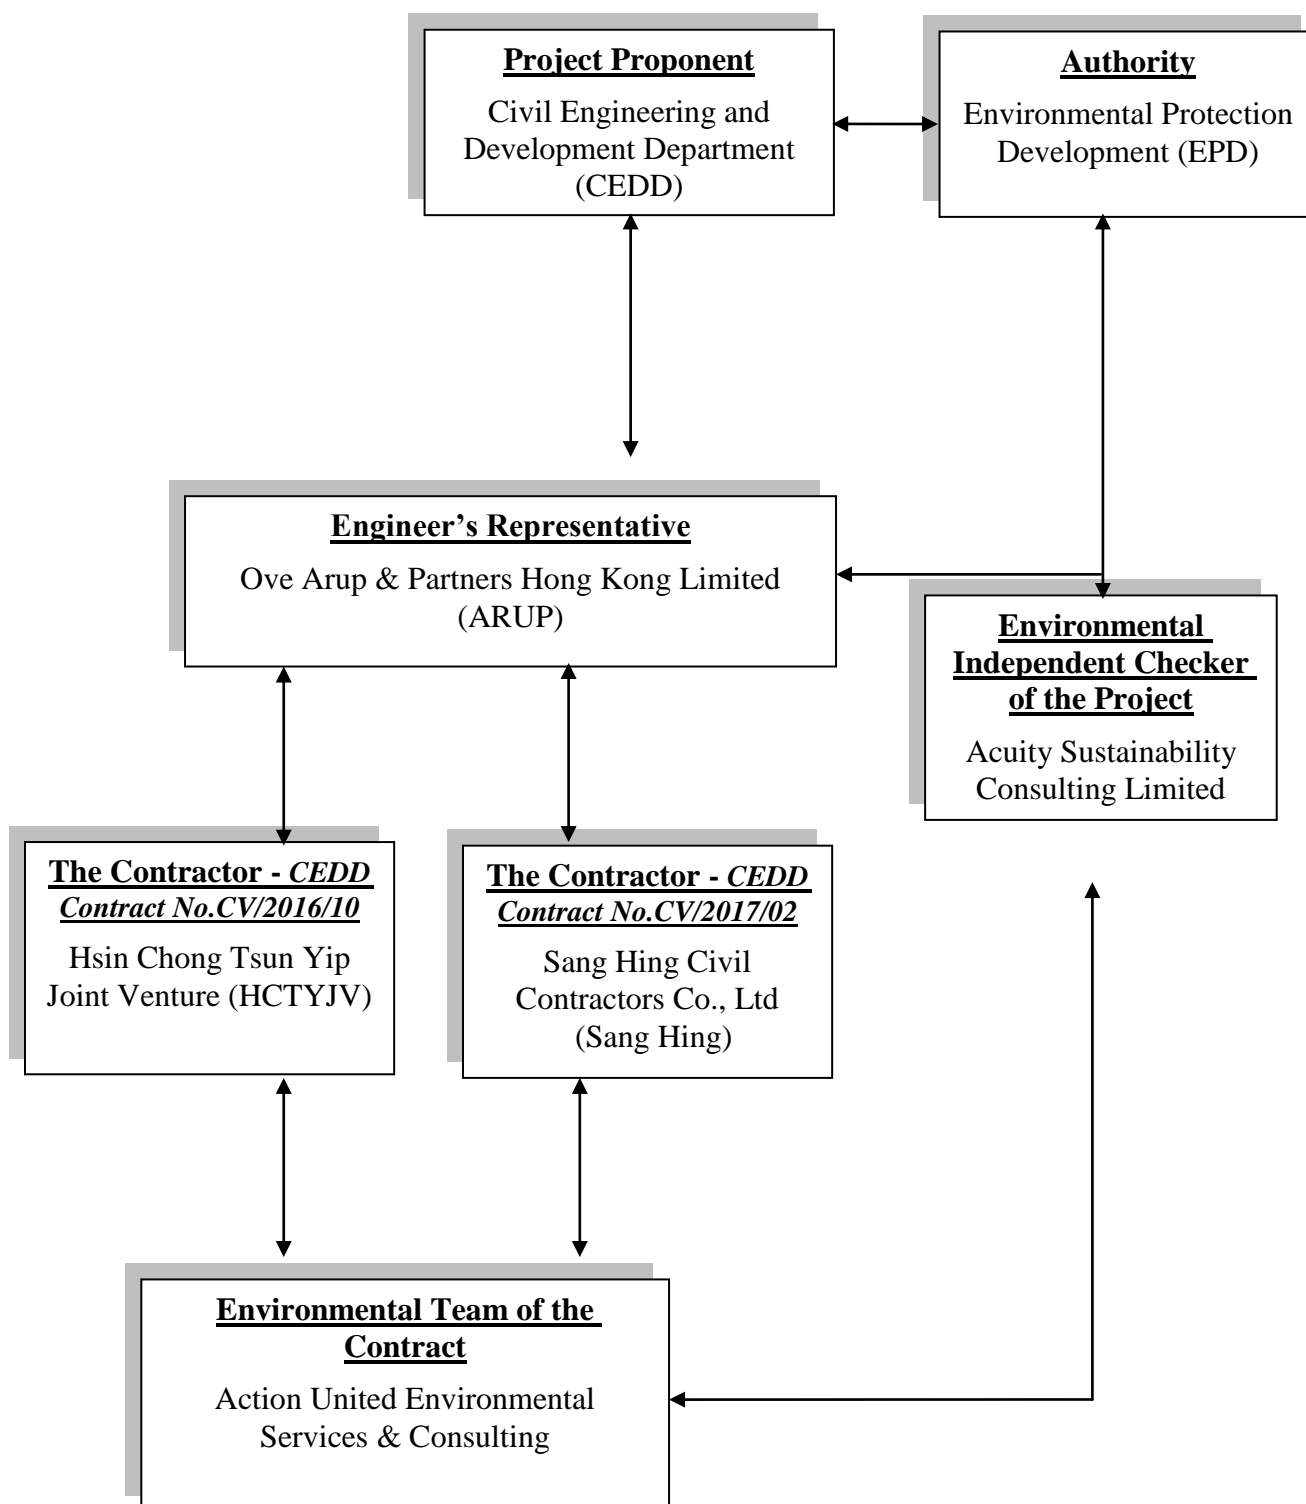 Project Proponent
Civil Engineering and
Development Department
(CEDD)
Authority
Environmental Protection
Development (EPD)
Engineer’s Representative
Ove Arup & Partners Hong Kong Limited
(ARUP)
Environmental
Independent Checker
of the Project
Acuity Sustainability
Consulting Limited
The Contractor - CEDD
Contract No.CV/2016/10
Hsin Chong Tsun Yip
Joint Venture (HCTYJV)
The Contractor - CEDD
Contract No.CV/2017/02
Sang Hing Civil
Contractors Co., Ltd
(Sang Hing)
Environmental Team of the
Contract
Action United Environmental
Services & Consulting